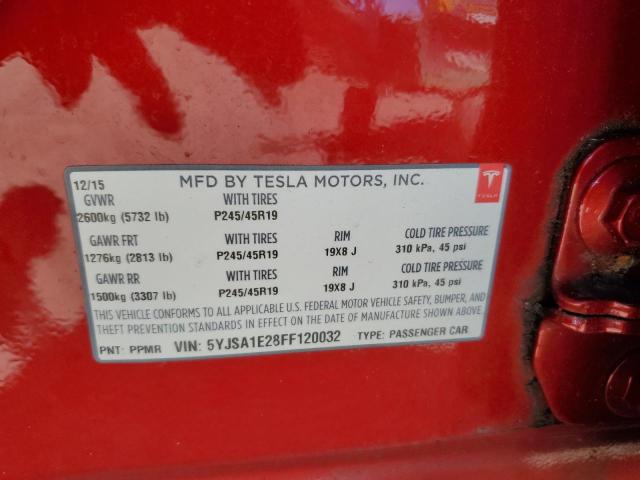 12/15 MFD BY TESLA MOTORS, INC. TESLA
GVWR WITH TIRES
2600kg (5732 lb) P245/45R19
GAWR FRT WITH TIRES RIM COLD TIRE PRESSURE
1276kg (2813 lb) P245/45R19 19X8 J 310 kPa, 45 psi
GAWR RR WITH TIRES RIM COLD TIRE PRESSURE
1500kg (3307 lb) P245/45R19 19X8 J 310 kPa, 45 psi
THIS VEHICLE CONFORMS TO ALL APPLICABLE U.S. FEDERAL MOTOR VEHICLE SAFETY, BUMPER, AND
THEFT PREVENTION STANDARDS IN EFFECT ON THE DATE OF MANUFACTURE SHOWN ABOVE.
PNT: PPMR VIN: 5YJSA1E28FF120032 TYPE: PASSENGER CAR